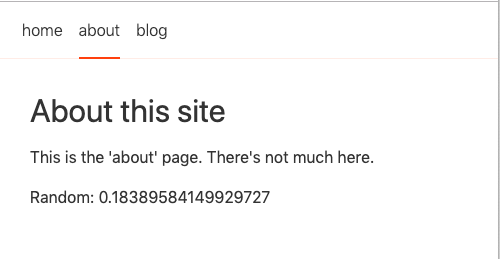 home about blog
About this site
This is the 'about' page. There's not much here.
Random: 0.18389584149929727